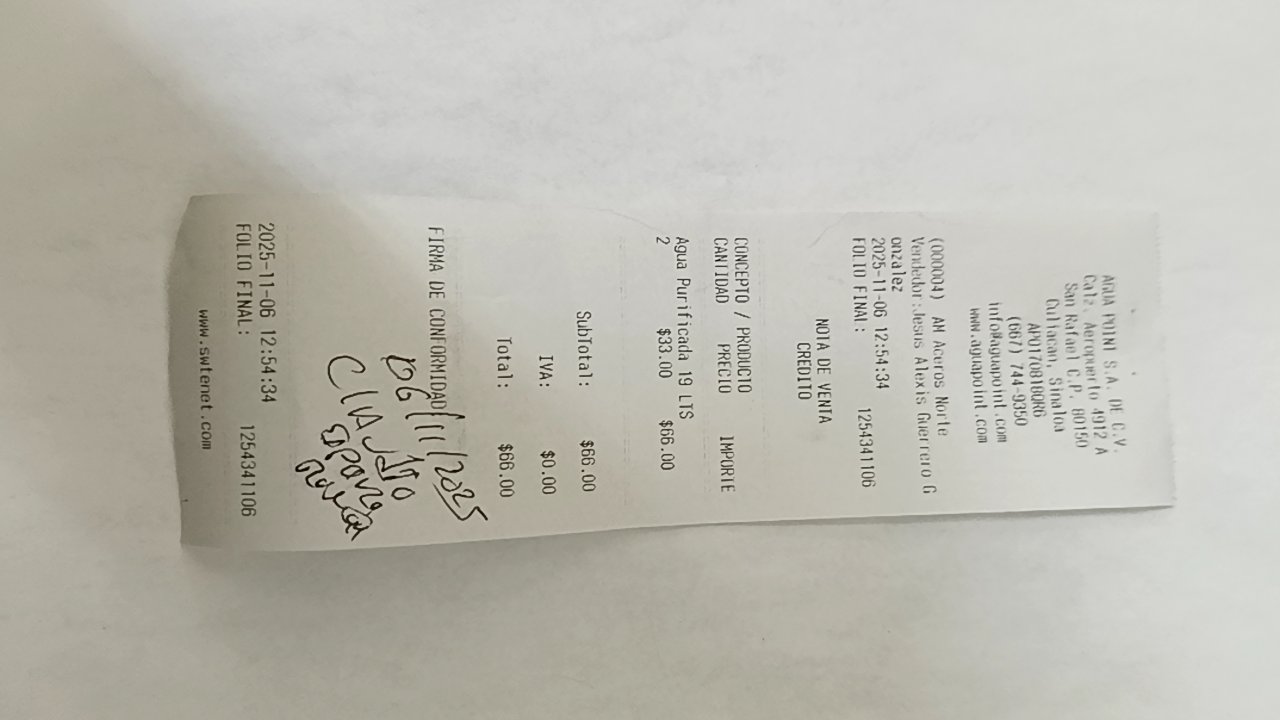 AGUA POINT S.A. DE C.V.
Calz. Aeropuerto 4912 A
San Rafael C.P. 80150
Culiacan, Sinaloa
APO170818QR6
(667) 744-9350
info@aguapoint.com
www.aguapoint.com
(000004) AM Aceros Norte
Vendedor:Jesus Alexis Guerrero G
onzalez
2025-11-06 12:54:34
FOLIO FINAL: 1254341106
NOTA DE VENTA
CREDITO
CONCEPTO / PRODUCTO
CANTIDAD PRECIO IMPORTE
Agua Purificada 19 LTS
2 $33.00 $66.00
SubTotal: $66.00
IVA: $0.00
Total: $66.00
FIRMA DE CONFORMIDAD
06/11/2025
2025-11-06 12:54:34
FOLIO FINAL: 1254341106
www.swtenet.com